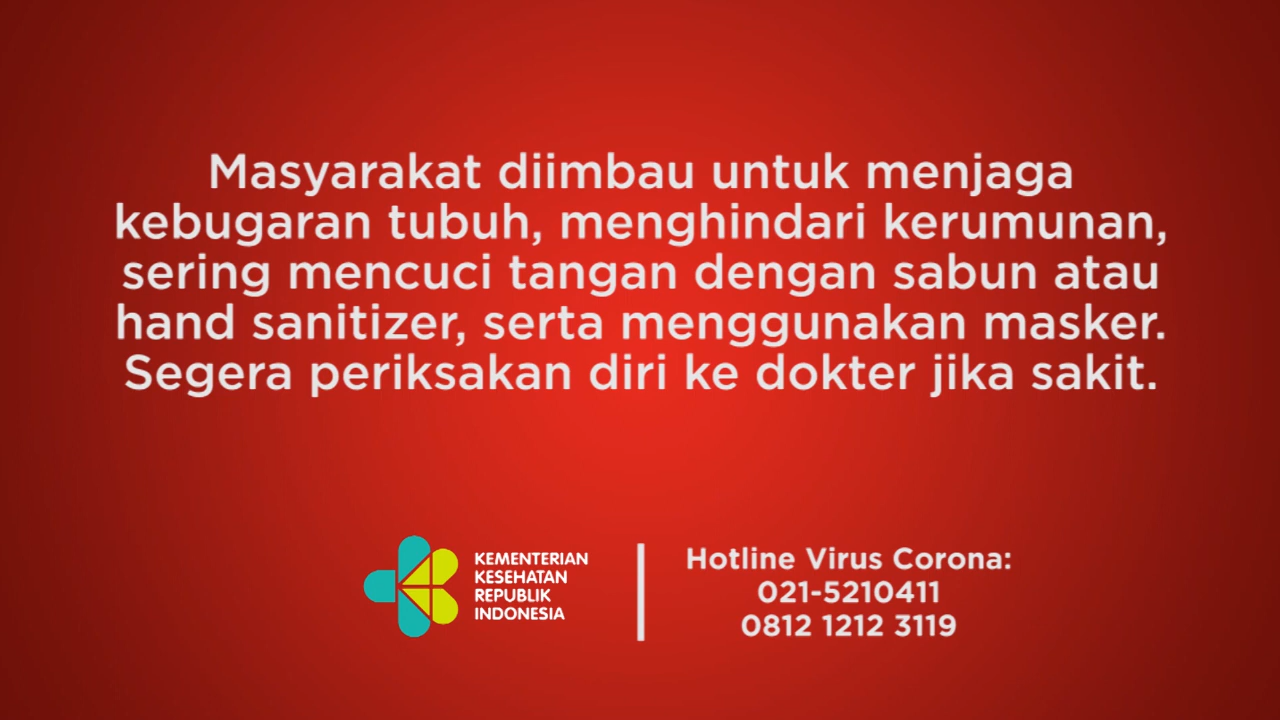 Masyarakat diimbau untuk menjaga
kebugaran tubuh, menghindari kerumunan,
sering mencuci tangan dengan sabun atau
hand sanitizer, serta menggunakan masker.
Segera periksakan diri ke dokter jika sakit.
KEMENTERIAN
KESEHATAN
REPUBLIK
INDONESIA
Hotline Virus Corona:
021-5210411
0812 1212 3119